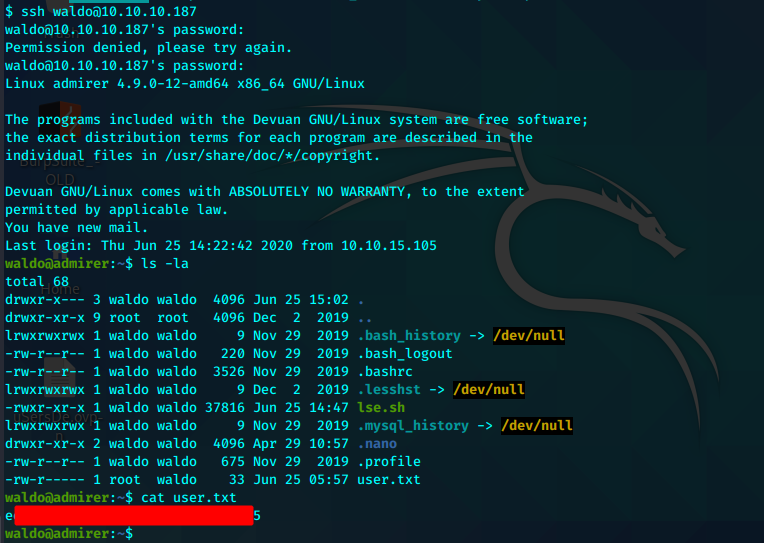 $ ssh waldo@10.10.10.187
waldo@10.10.10.187's password:
Permission denied, please try again.
waldo@10.10.10.187's password:
Linux admirer 4.9.0-12-amd64 x86_64 GNU/Linux
The programs included with the Devuan GNU/Linux system are free software;
the exact distribution terms for each program are described in the
individual files in /usr/share/doc/*/copyright.
OLD
Devuan GNU/Linux comes with ABSOLUTELY NO WARRANTY, to the extent
permitted by applicable law.
You have new mail.
Last login: Thu Jun 25 14:22:42 2020 from 10.10.15.105
waldo@admirer:~$ ls -la
total 68
Home
drwxr-x--- 3 waldo waldo  4096 Jun 25 15:02 .
drwxr-xr-x 9 root  root   4096 Dec  2  2019 ..
lrwxrwxrwx 1 waldo waldo     9 Nov 29  2019 .bash_history -> /dev/null
-rw-r--r-- 1 waldo waldo   220 Nov 29  2019 .bash_logout
-rw-r--r-- 1 waldo waldo  3526 Nov 29  2019 .bashrc
lrwxrwxrwx 1 waldo waldo     9 Dec  2  2019 .lesshst -> /dev/null
-rwxr-xr-x 1 waldo waldo 37816 Jun 25 14:47 lse.sh
lrwxrwxrwx 1 waldo waldo     9 Nov 29  2019 .mysql_history -> /dev/null
drwxr-xr-x 2 waldo waldo  4096 Apr 29 10:57 .nano
-rw-r--r-- 1 waldo waldo   675 Nov 29  2019 .profile
-rw-r----- 1 root  waldo    33 Jun 25 05:57 user.txt
waldo@admirer:~$ cat user.txt
e 5
waldo@admirer:~$